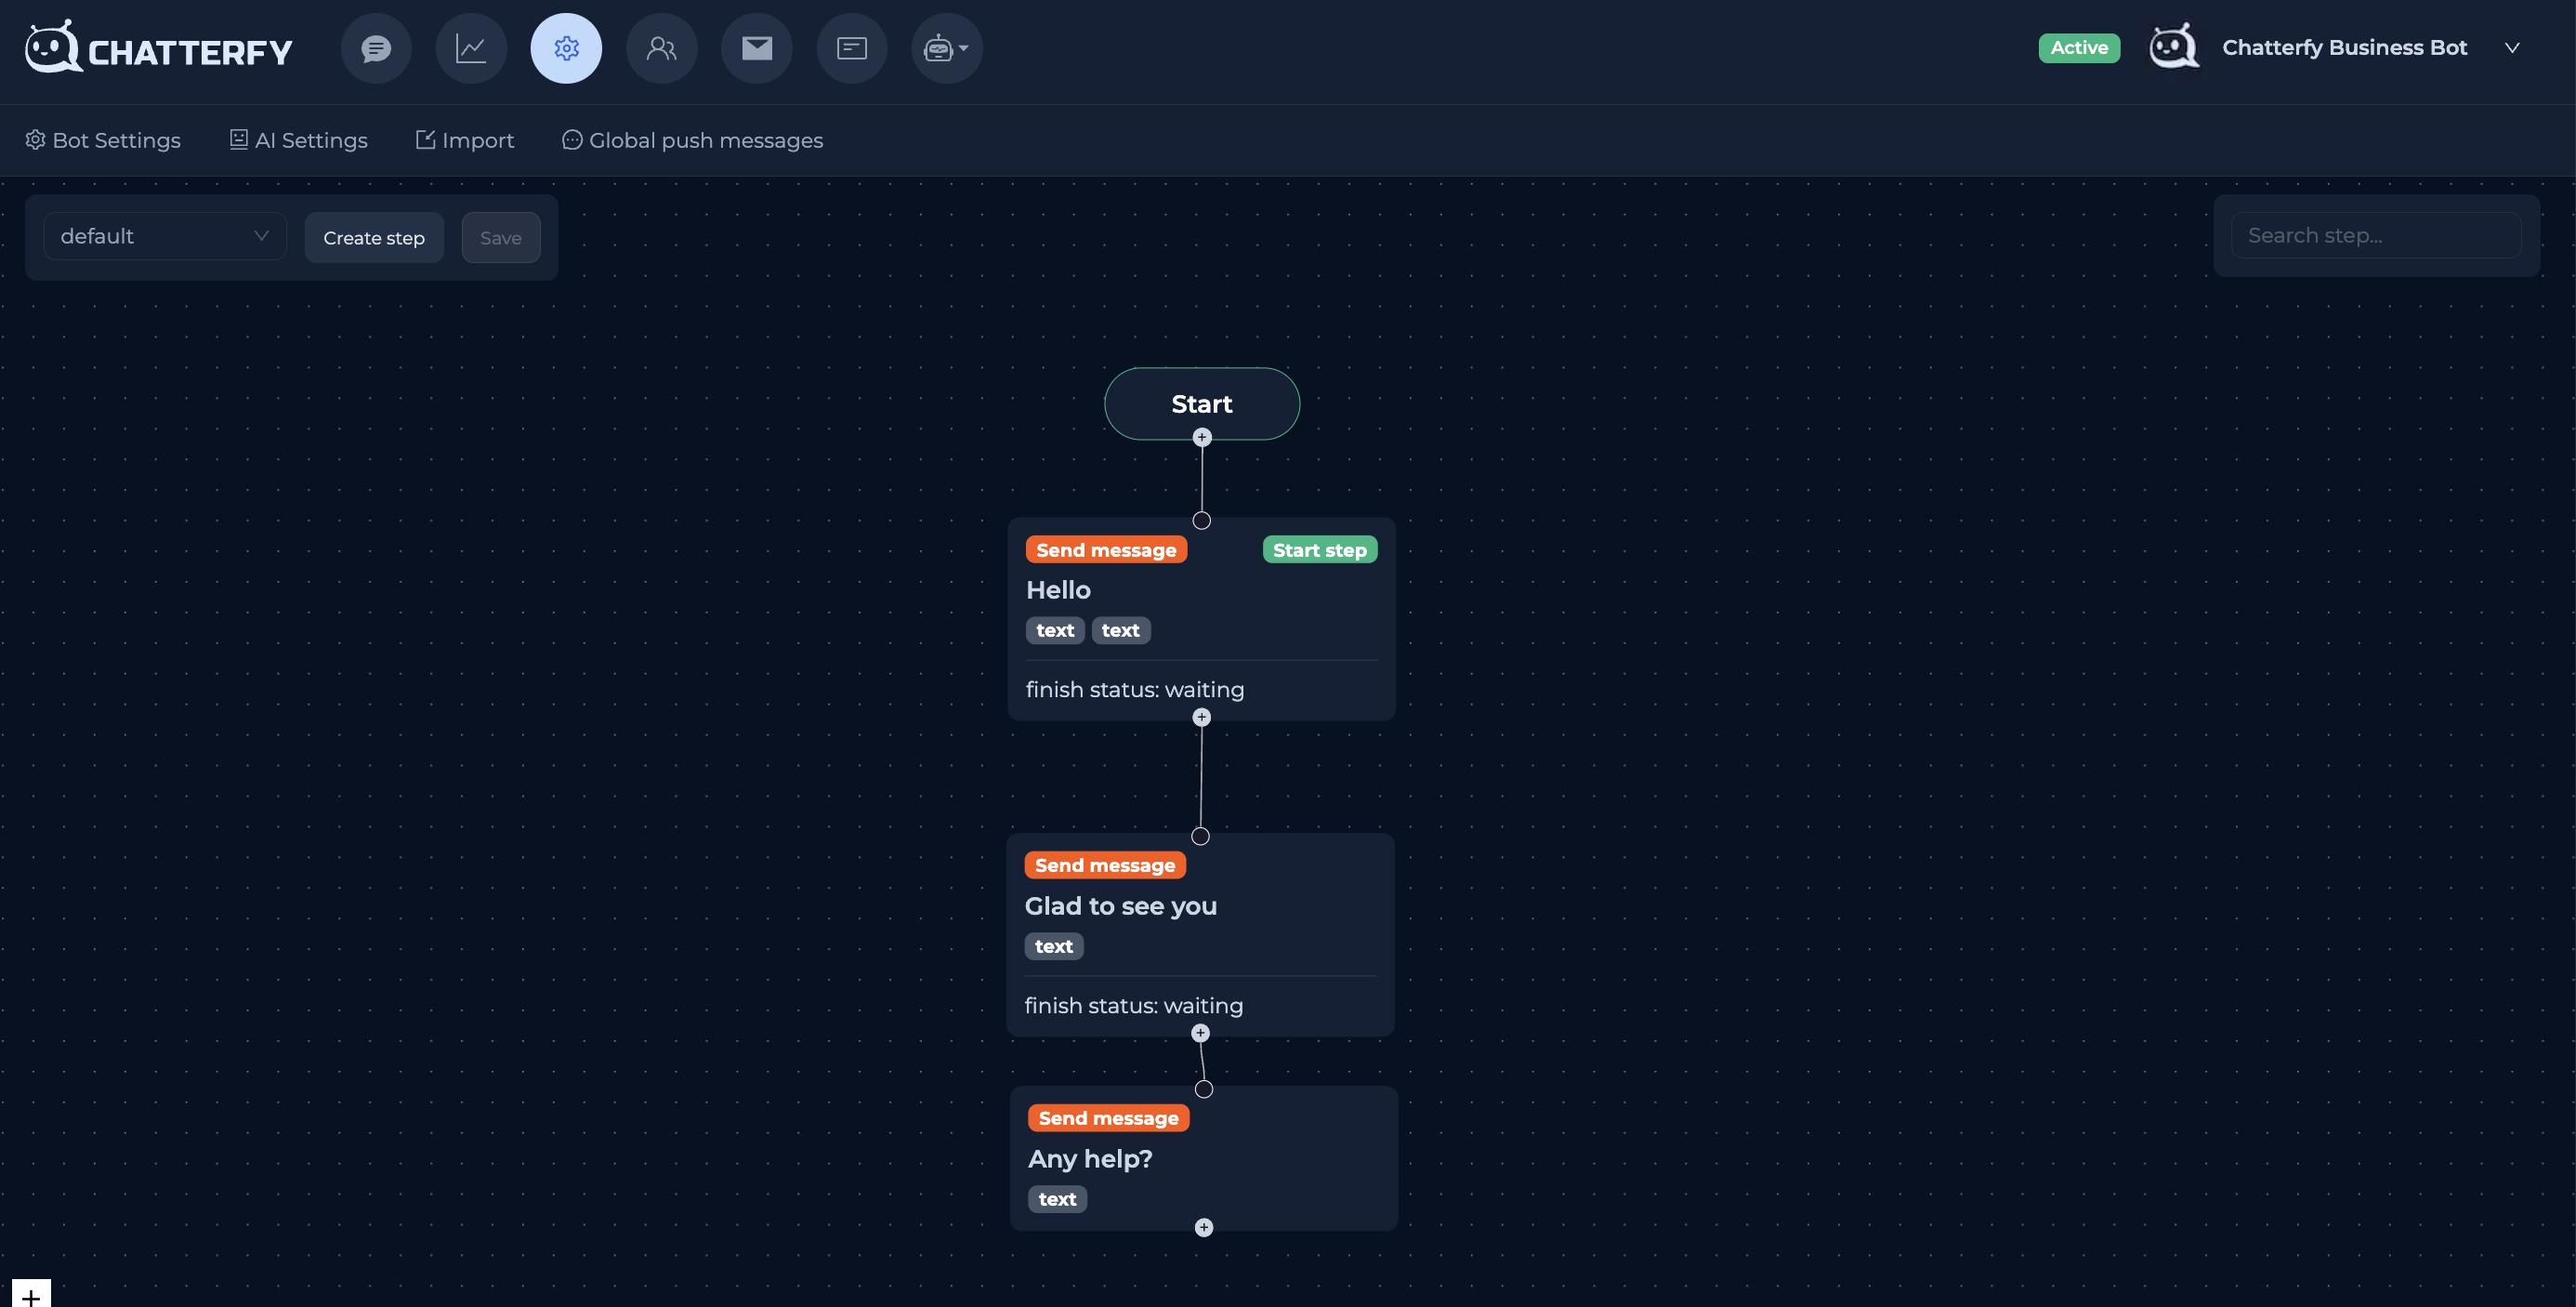 CHATTERFY
Active
Chatterfy Business Bot
Bot Settings
AI Settings
Import
Global push messages
default
Create step
Save
Search step...
Start
Send message
Start step
Hello
text text
finish status: waiting
Send message
Glad to see you
text
finish status: waiting
Send message
Any help?
text